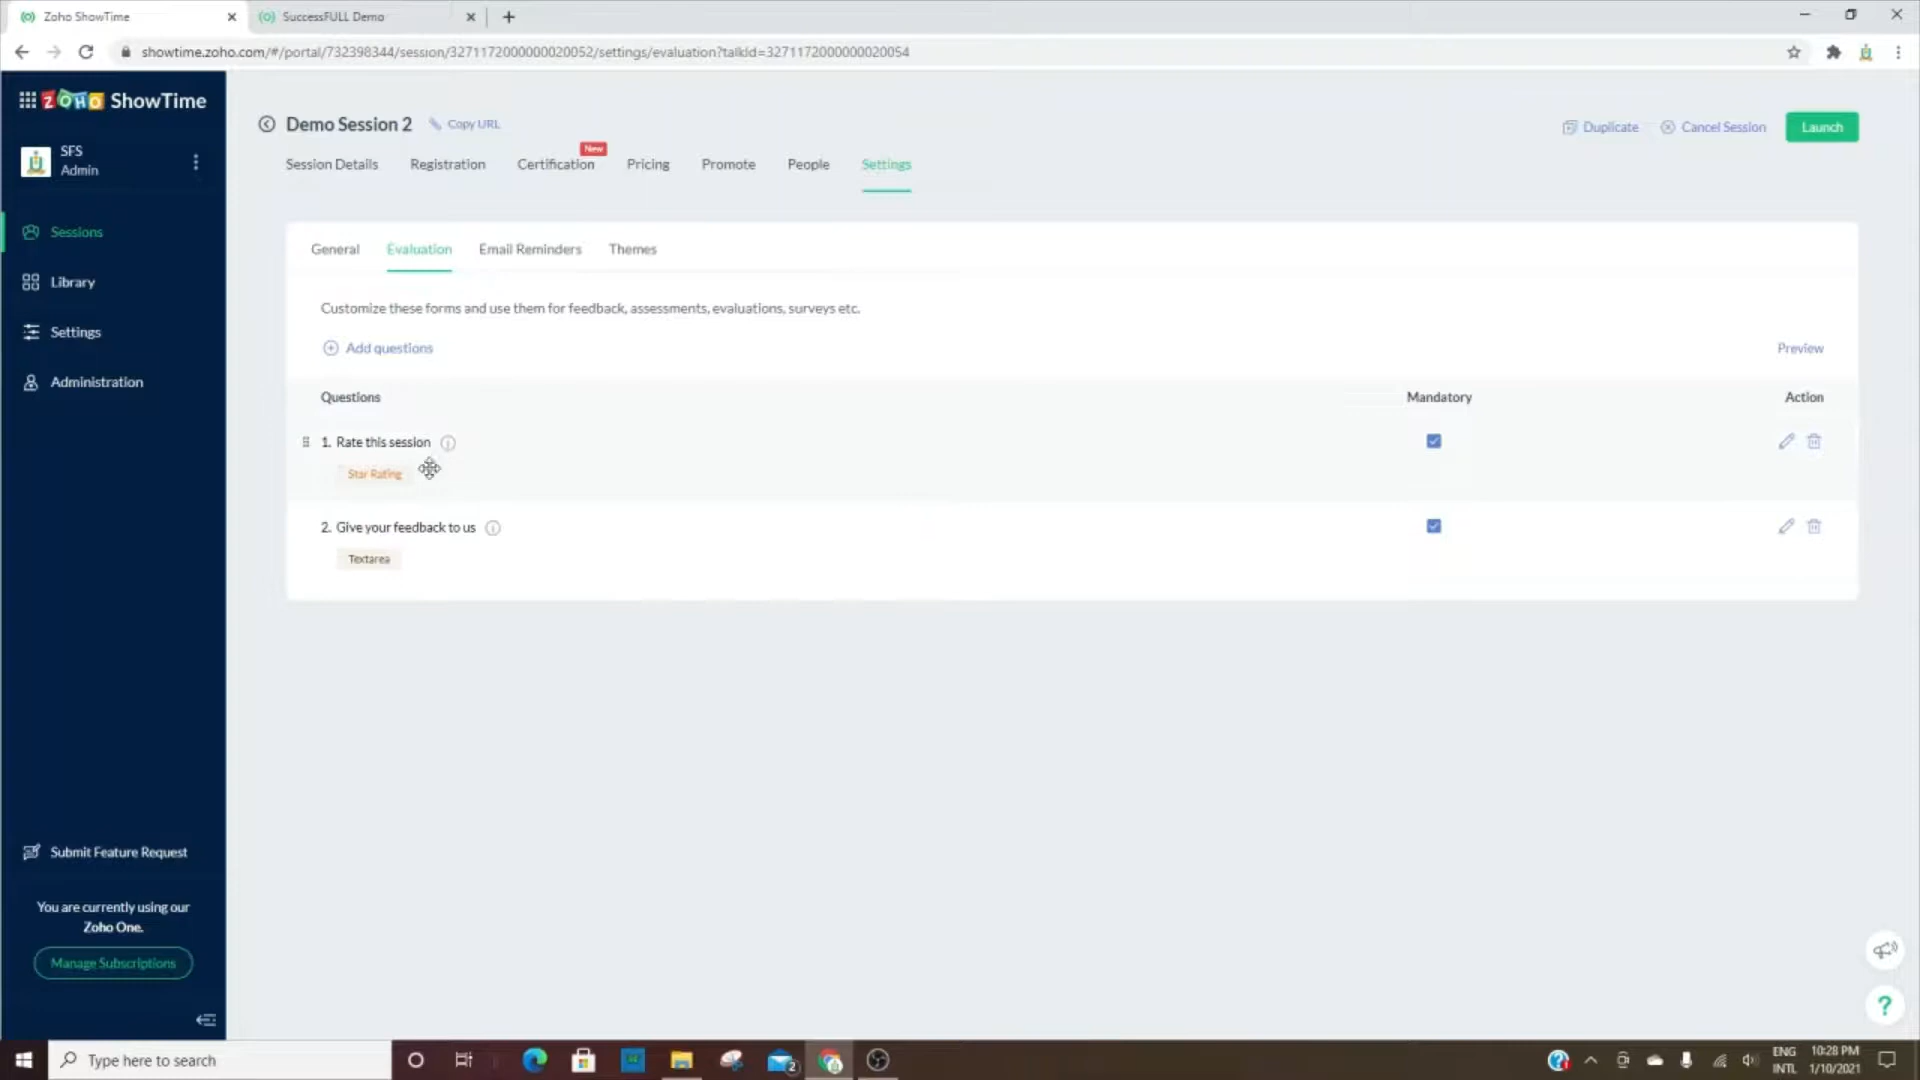 Zoho ShowTime
SuccessFULL Demo
showtime.zoho.com/#/portal/732398344/session/3271172000000020052/settings/evaluation?talkId=3271172000000020054
ZOHO ShowTime
SFS
Admin
Sessions
Library
Settings
Administration
Submit Feature Request
You are currently using our
Zoho One.
Manage Subscriptions
Demo Session 2
Copy URL
Duplicate
Cancel Session
Launch
Session Details
Registration
Certification
New
Pricing
Promote
People
Settings
General
Evaluation
Email Reminders
Themes
Customize these forms and use them for feedback, assessments, evaluations, surveys etc.
Add questions
Preview
Questions
Mandatory
Action
1. Rate this session
Star Rating
2. Give your feedback to us
Textarea
?
Type here to search
2
ENG
INTL
10:28 PM
1/10/2021